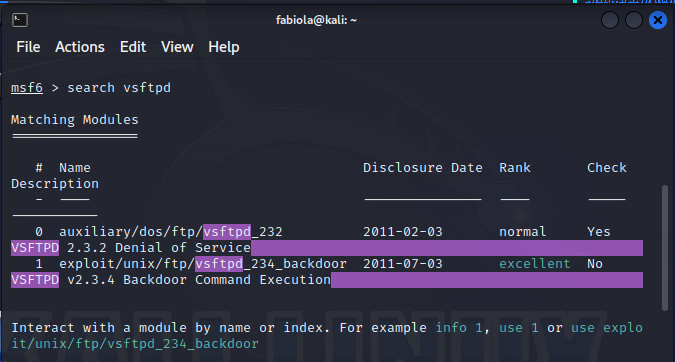 fabiola@kali: ~
File Actions Edit View Help
msf6 > search vsftpd
Matching Modules
================
# Name Disclosure Date Rank Check
Description
- ---- --------------- ---- -----
-----------
0 auxiliary/dos/ftp/vsftpd_232 2011-02-03 normal Yes
VSFTPD 2.3.2 Denial of Service
1 exploit/unix/ftp/vsftpd_234_backdoor 2011-07-03 excellent No
VSFTPD v2.3.4 Backdoor Command Execution
Interact with a module by name or index. For example info 1, use 1 or use explo
it/unix/ftp/vsftpd_234_backdoor